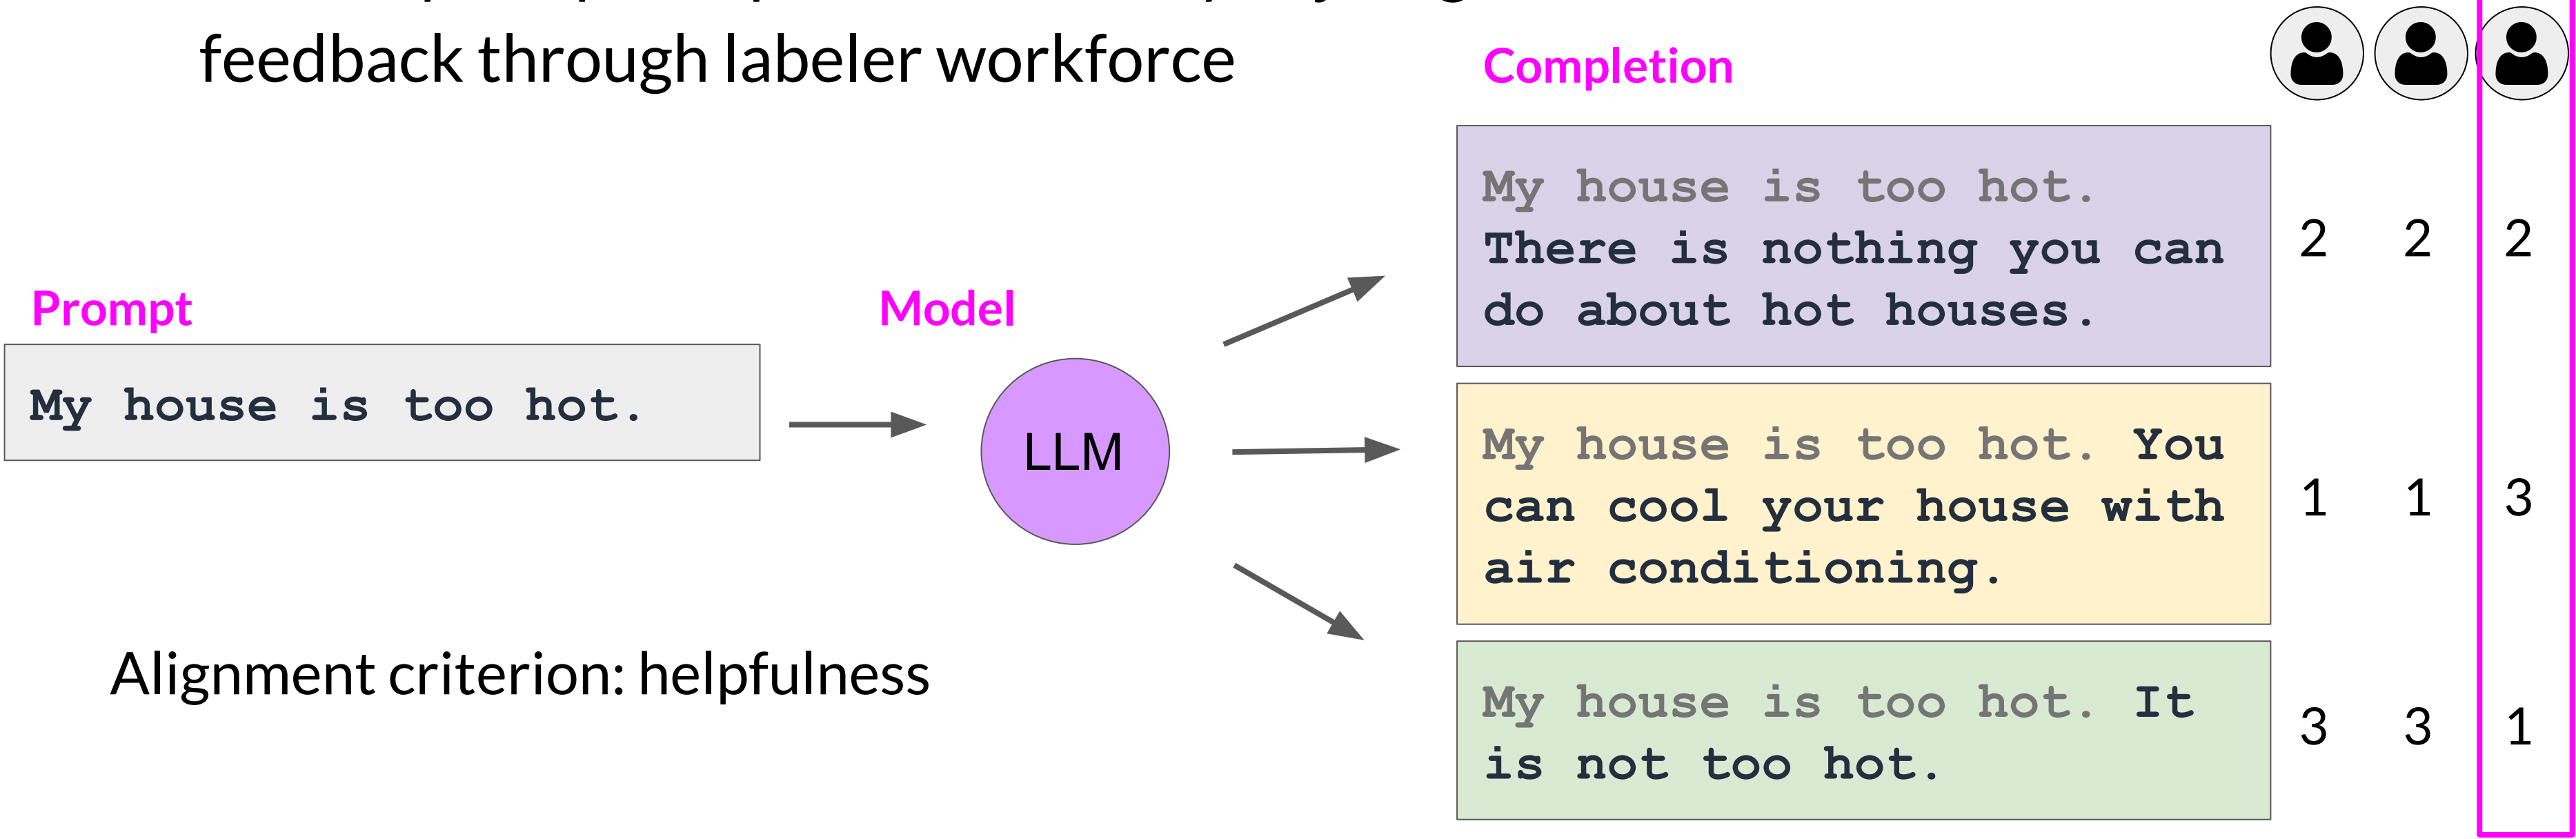 feedback through labeler workforce
Completion
My house is too hot.
There is nothing you can
do about hot houses.
2 2 2
Prompt
My house is too hot.
Model
LLM
My house is too hot. You
can cool your house with
air conditioning.
1 1 3
Alignment criterion: helpfulness
My house is too hot. It
is not too hot.
3 3 1